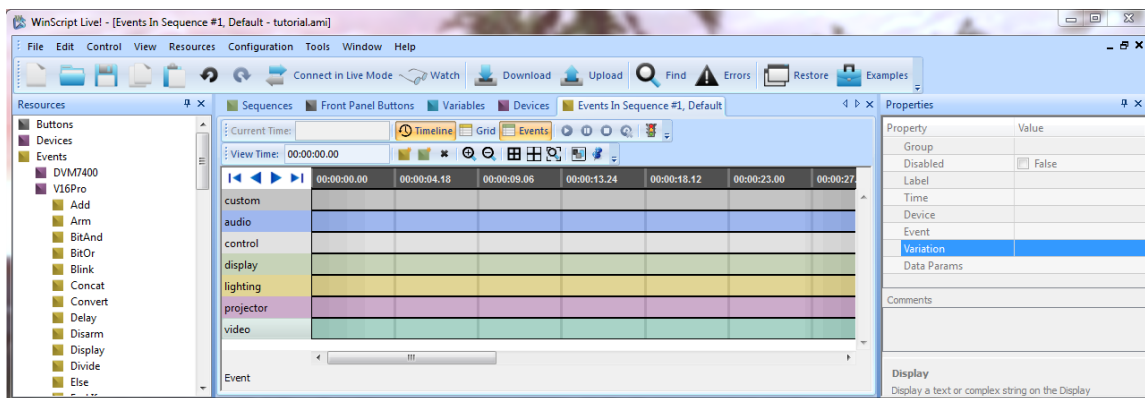 WinScript Live! - [Events In Sequence #1, Default - tutorial.ami]
File Edit Control View Resources Configuration Tools Window Help
Connect in Live Mode Watch Download Upload Find Errors Restore Examples
Resources
Buttons
Devices
Events
DVM7400
V16Pro
Add
Arm
BitAnd
BitOr
Blink
Concat
Convert
Delay
Disarm
Display
Divide
Else
Sequences Front Panel Buttons Variables Devices Events In Sequence #1, Default
Current Time: Timeline Grid Events
View Time: 00:00:00.00
00:00:00.00 00:00:04.18 00:00:09.06 00:00:13.24 00:00:18.12 00:00:23.00 00:00:27.
custom
audio
control
display
lighting
projector
video
Event
Properties
Property Value
Group
Disabled False
Label
Time
Device
Event
Variation
Data Params
Comments
Display
Display a text or complex string on the Display